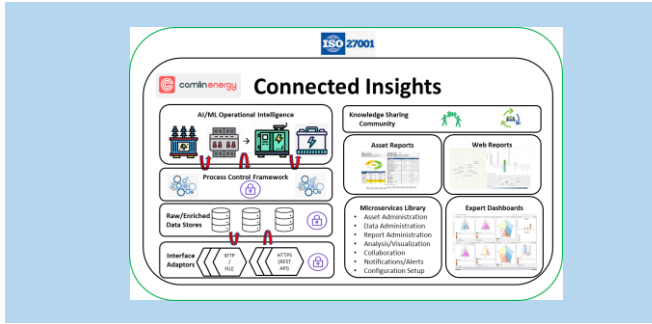 ISO 27001
camlinenergy
Connected Insights
AI/ML Operational Intelligence
Process Control Framework
Raw/Enriched
Data Stores
Interface
Adaptors
SFTP
/
FILE
HTTPS
(REST
API)
Knowledge Sharing
Community
Asset Reports
Web Reports
Microservices Library
• Asset Administration
• Data Administration
• Report Administration
• Analysis/Visualization
• Collaboration
• Notifications/Alerts
• Configuration Setup
Expert Dashboards